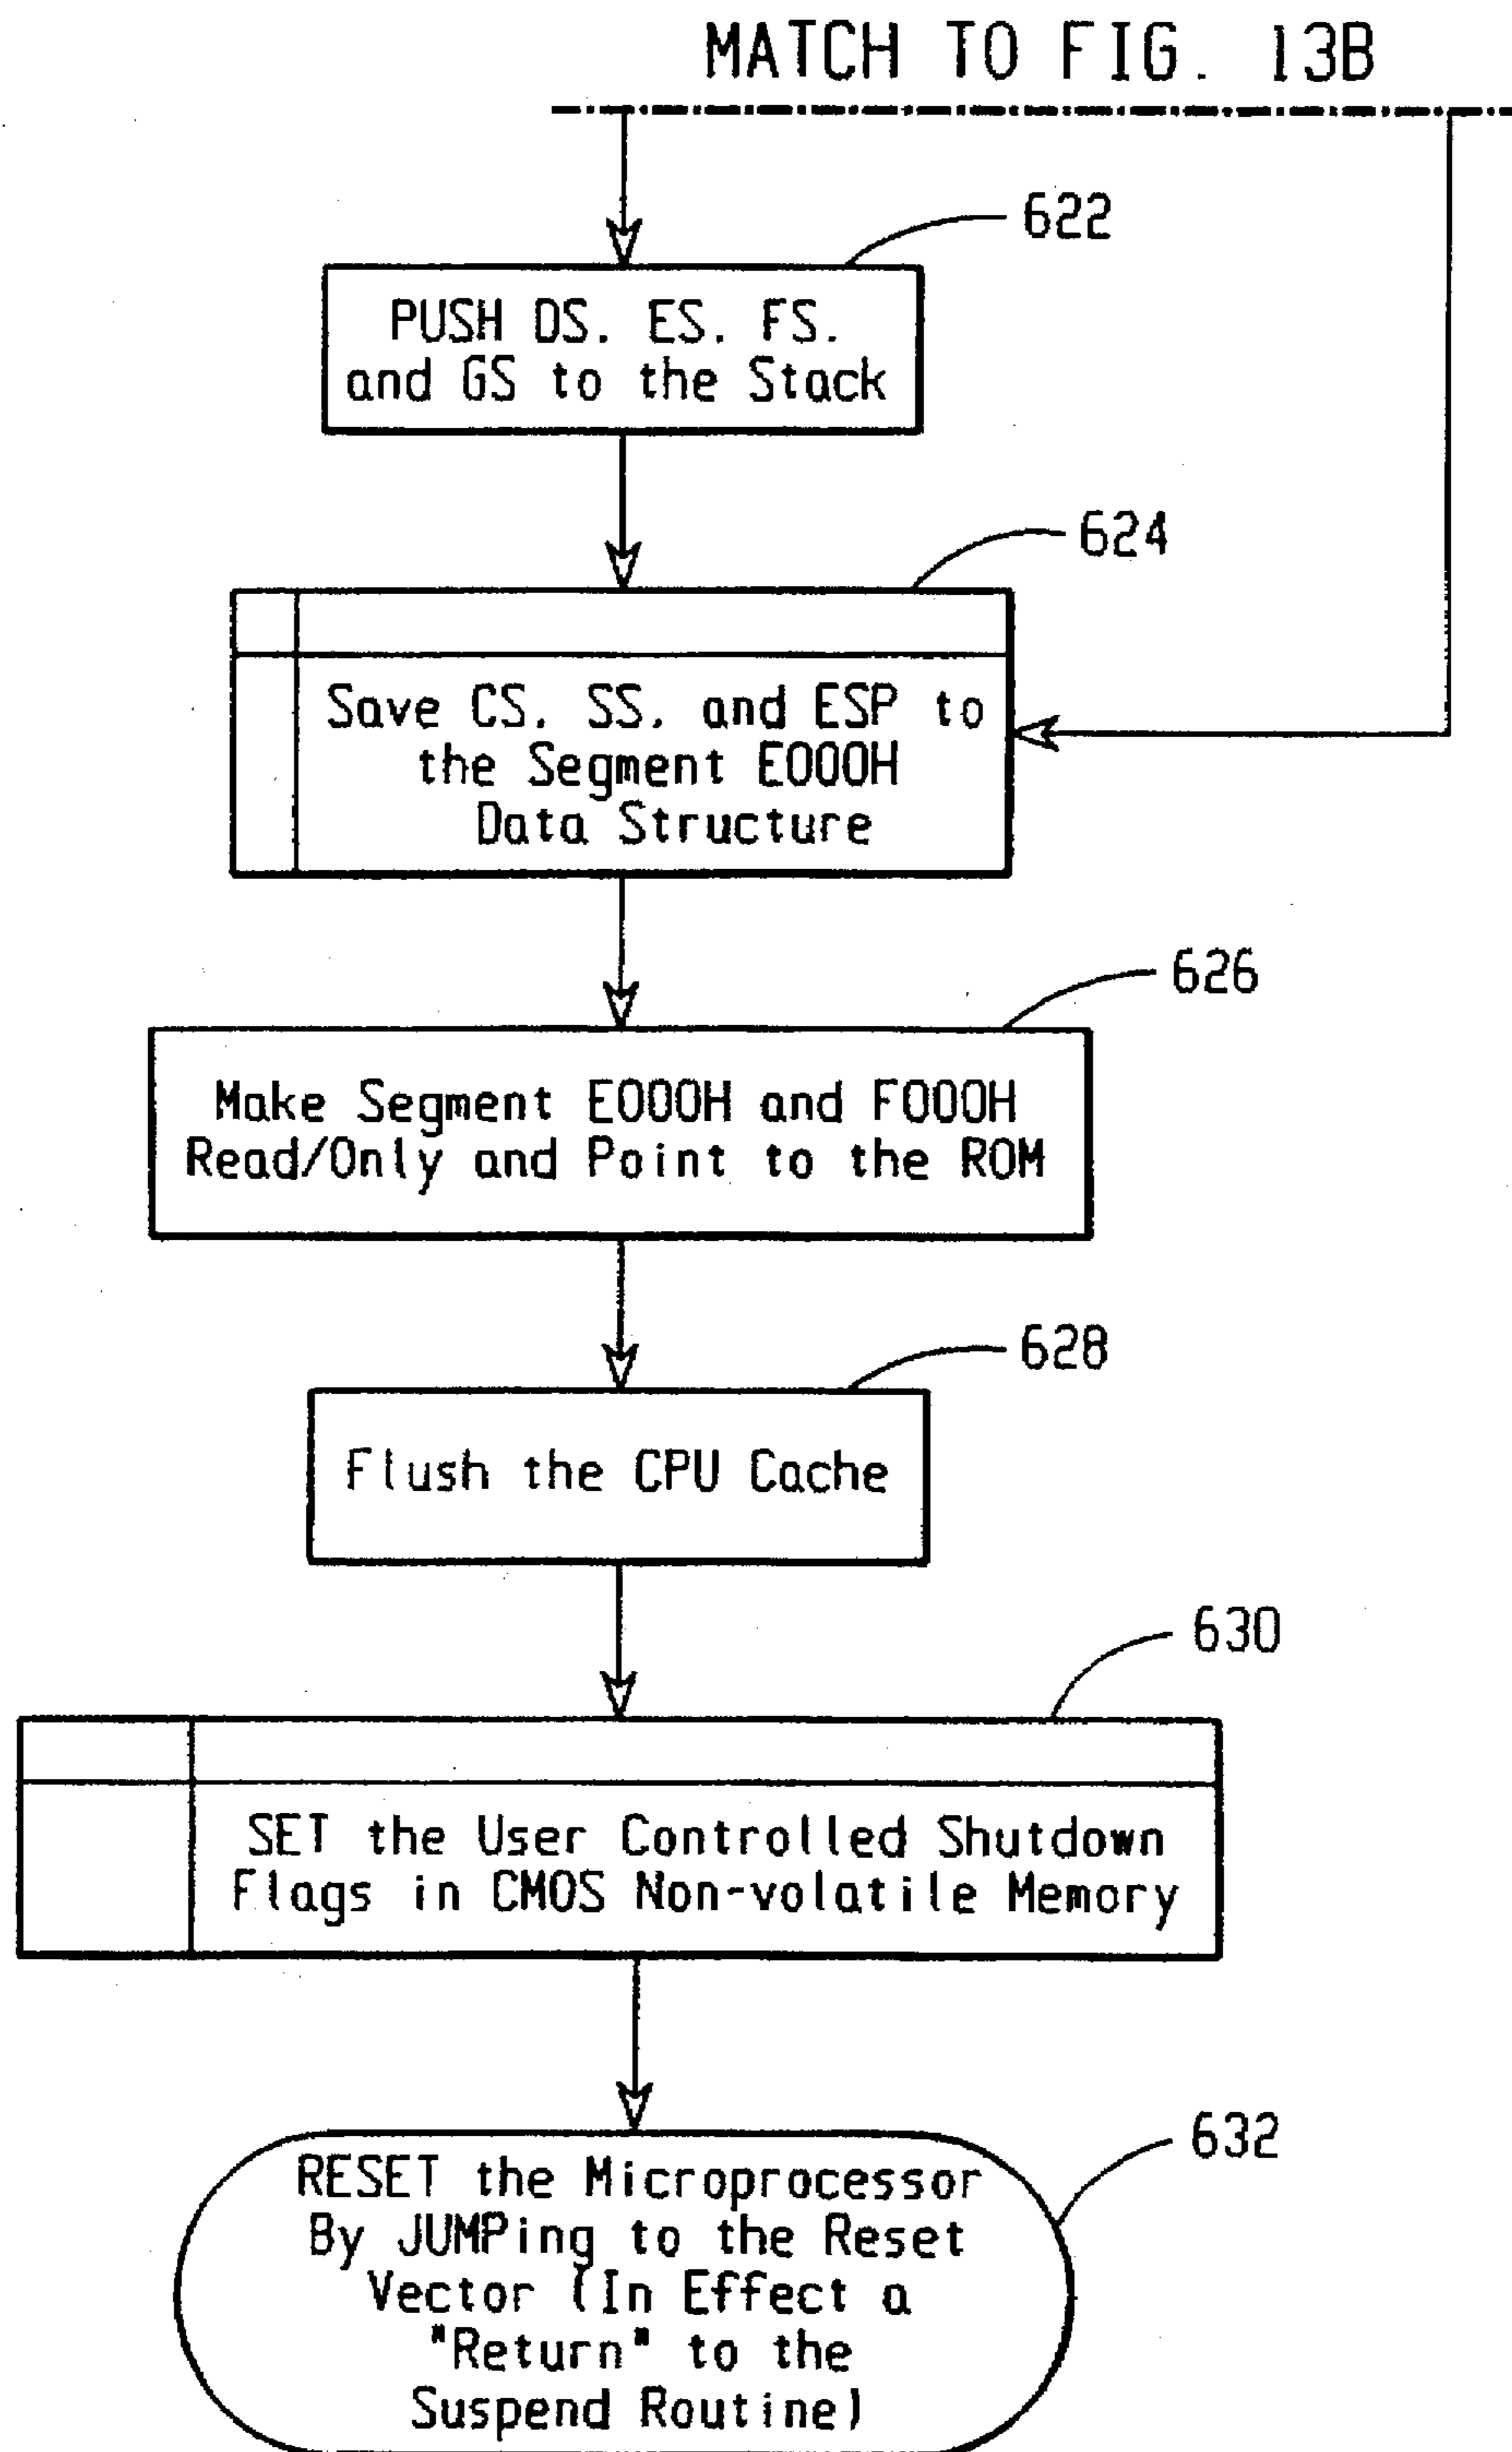 MATCH TO FIG. 13B
622
PUSH DS, ES, FS,
and GS to the Stack
624
Save CS, SS, and ESP to
the Segment E000H
Data Structure
626
Make Segment E000H and F000H
Read/Only and Point to the ROM
628
Flush the CPU Cache
630
SET the User Controlled Shutdown
Flags in CMOS Non-volatile Memory
632
RESET the Microprocessor
By JUMPing to the Reset
Vector (In Effect a
"Return" to the
Suspend Routine)